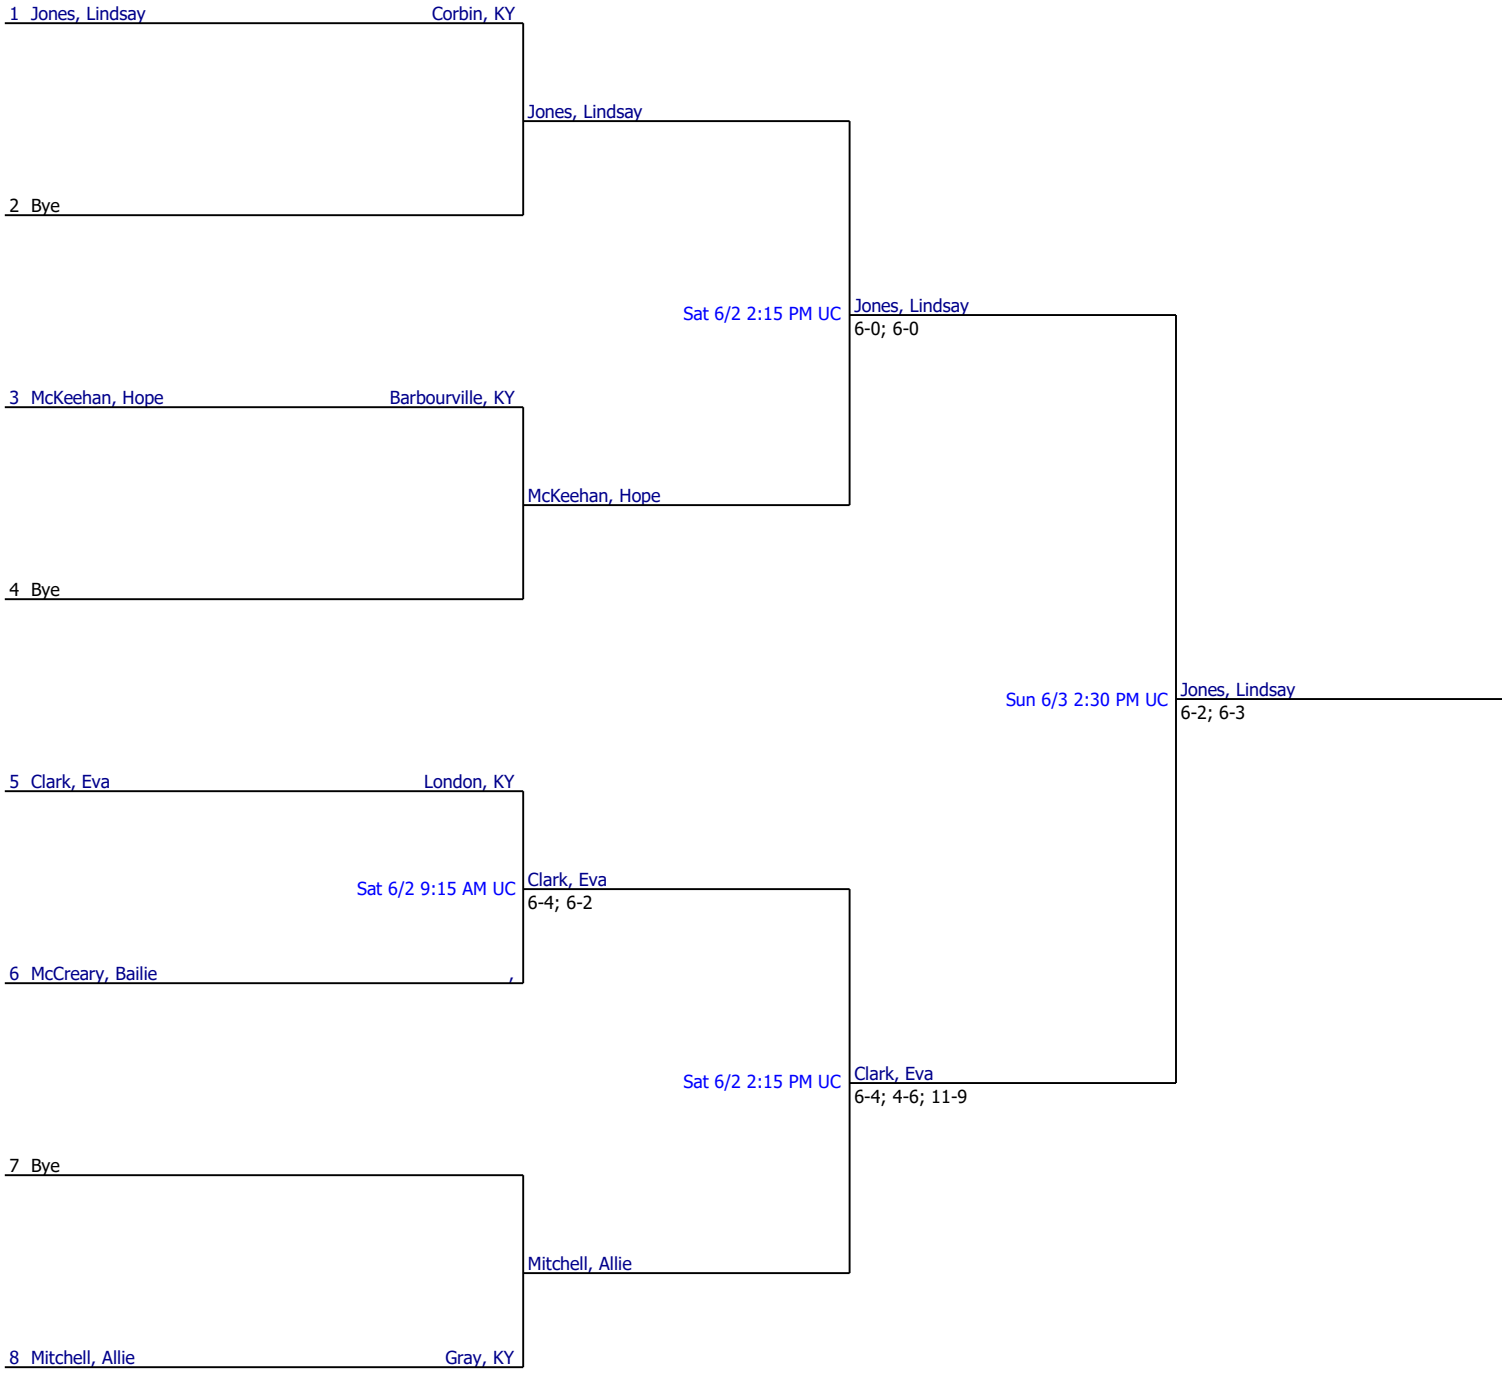 1 Jones, Lindsay Corbin, KY
Jones, Lindsay
2 Bye
Sat 6/2 2:15 PM UC Jones, Lindsay
6-0; 6-0
3 McKeehan, Hope Barbourville, KY
McKeehan, Hope
4 Bye
Sun 6/3 2:30 PM UC Jones, Lindsay
6-2; 6-3
5 Clark, Eva London, KY
Sat 6/2 9:15 AM UC Clark, Eva
6-4; 6-2
6 McCreary, Bailie ,
Sat 6/2 2:15 PM UC Clark, Eva
6-4; 4-6; 11-9
7 Bye
Mitchell, Allie
8 Mitchell, Allie Gray, KY